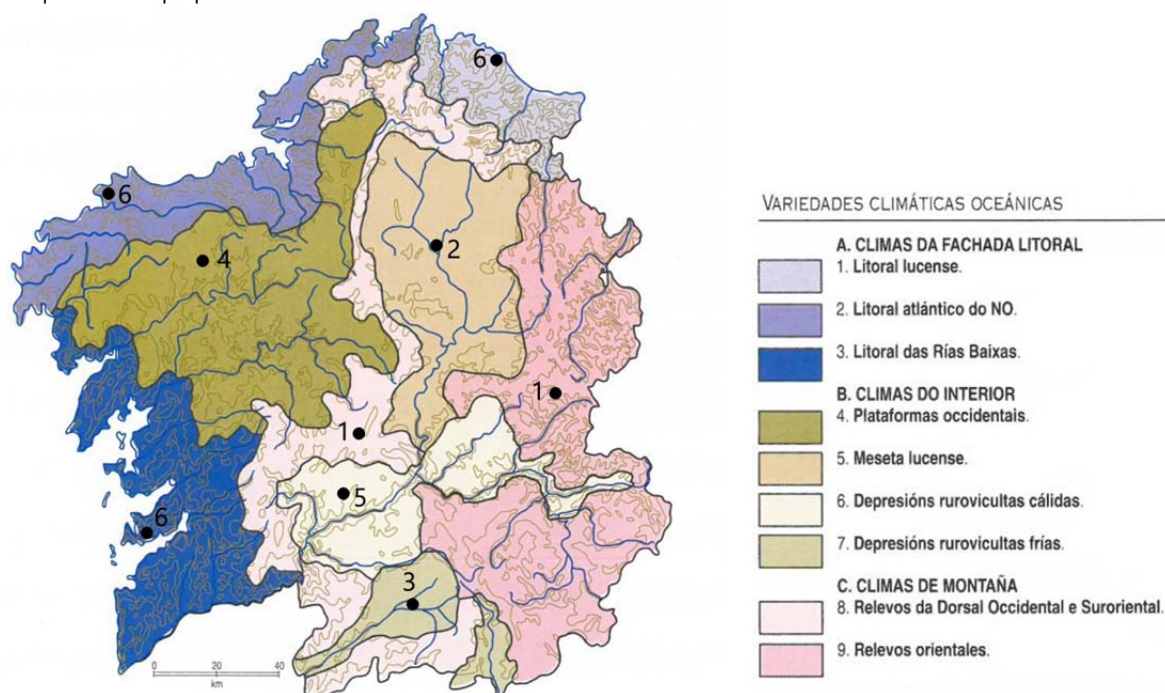 6
6
4
2
1
1
5
6
3
0 20 40
km
VARIEDADES CLIMÁTICAS OCEÁNICAS
A. CLIMAS DA FACHADA LITORAL
1. Litoral lucense.
2. Litoral atlántico do NO.
3. Litoral das Rías Baixas.
B. CLIMAS DO INTERIOR
4. Plataformas occidentais.
5. Meseta lucense.
6. Depresións rurovicultas cálidas.
7. Depresións rurovicultas frías.
C. CLIMAS DE MONTAÑA
8. Relevos da Dorsal Occidental e Suroriental.
9. Relevos orientales.